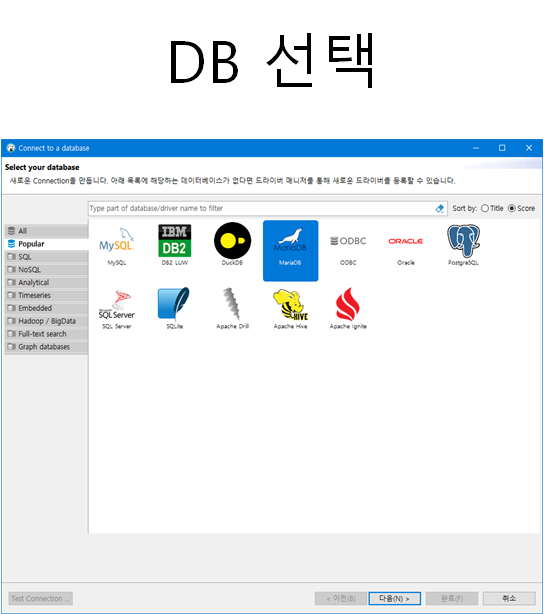 DB 선택
Connect to a database
Select your database
새로운 Connection을 만듭니다. 아래 목록에 해당하는 데이터베이스가 없다면 드라이버 매니저를 통해 새로운 드라이버를 등록할 수 있습니다.
Type part of database/driver name to filter
Sort by: Title Score
All
Popular
SQL
NoSQL
Analytical
Timeseries
Embedded
Hadoop / BigData
Full-text search
Graph databases
MySQL
IBM
DB2
MariaDB
ODBC
ORACLE
MySQL
DB2 LUW
DuckDB
MariaDB
ODBC
Oracle
PostgreSQL
SQL Server
HIVE
SQL Server
SQLite
Apache Drill
Apache Hive
Apache Ignite
Test Connection ...
< 이전(B)
다음(N) >
완료(F)
취소